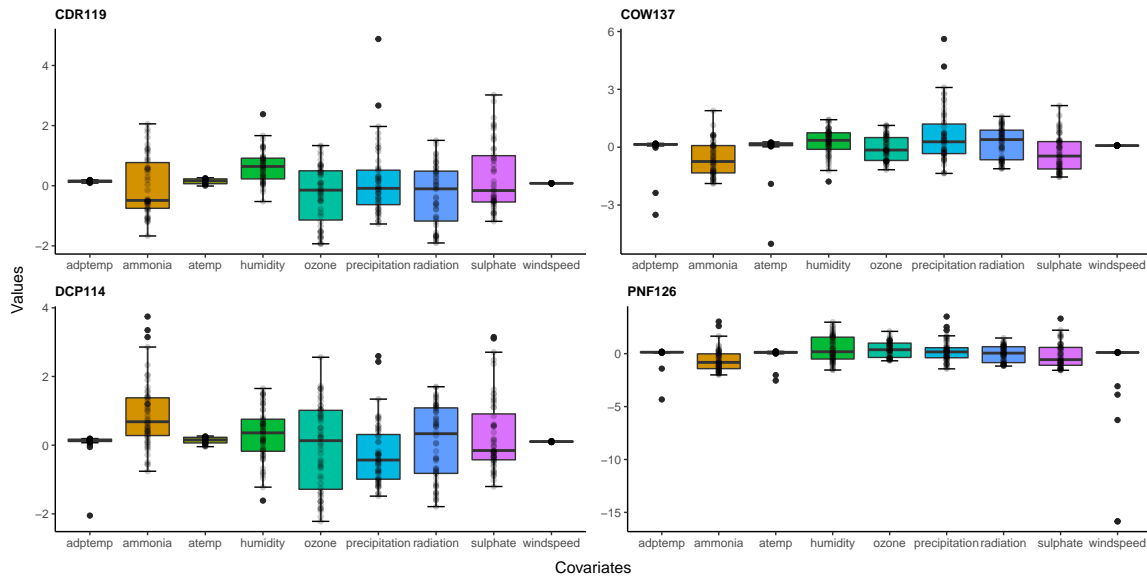 CDR119
4
2
0
−2
adptemp ammonia atemp humidity ozone precipitation radiation sulphate windspeed
COW137
6
3
0
−3
adptemp ammonia atemp humidity ozone precipitation radiation sulphate windspeed
Values
DCP114
4
2
0
−2
adptemp ammonia atemp humidity ozone precipitation radiation sulphate windspeed
PNF126
0
−5
−10
−15
adptemp ammonia atemp humidity ozone precipitation radiation sulphate windspeed
Covariates